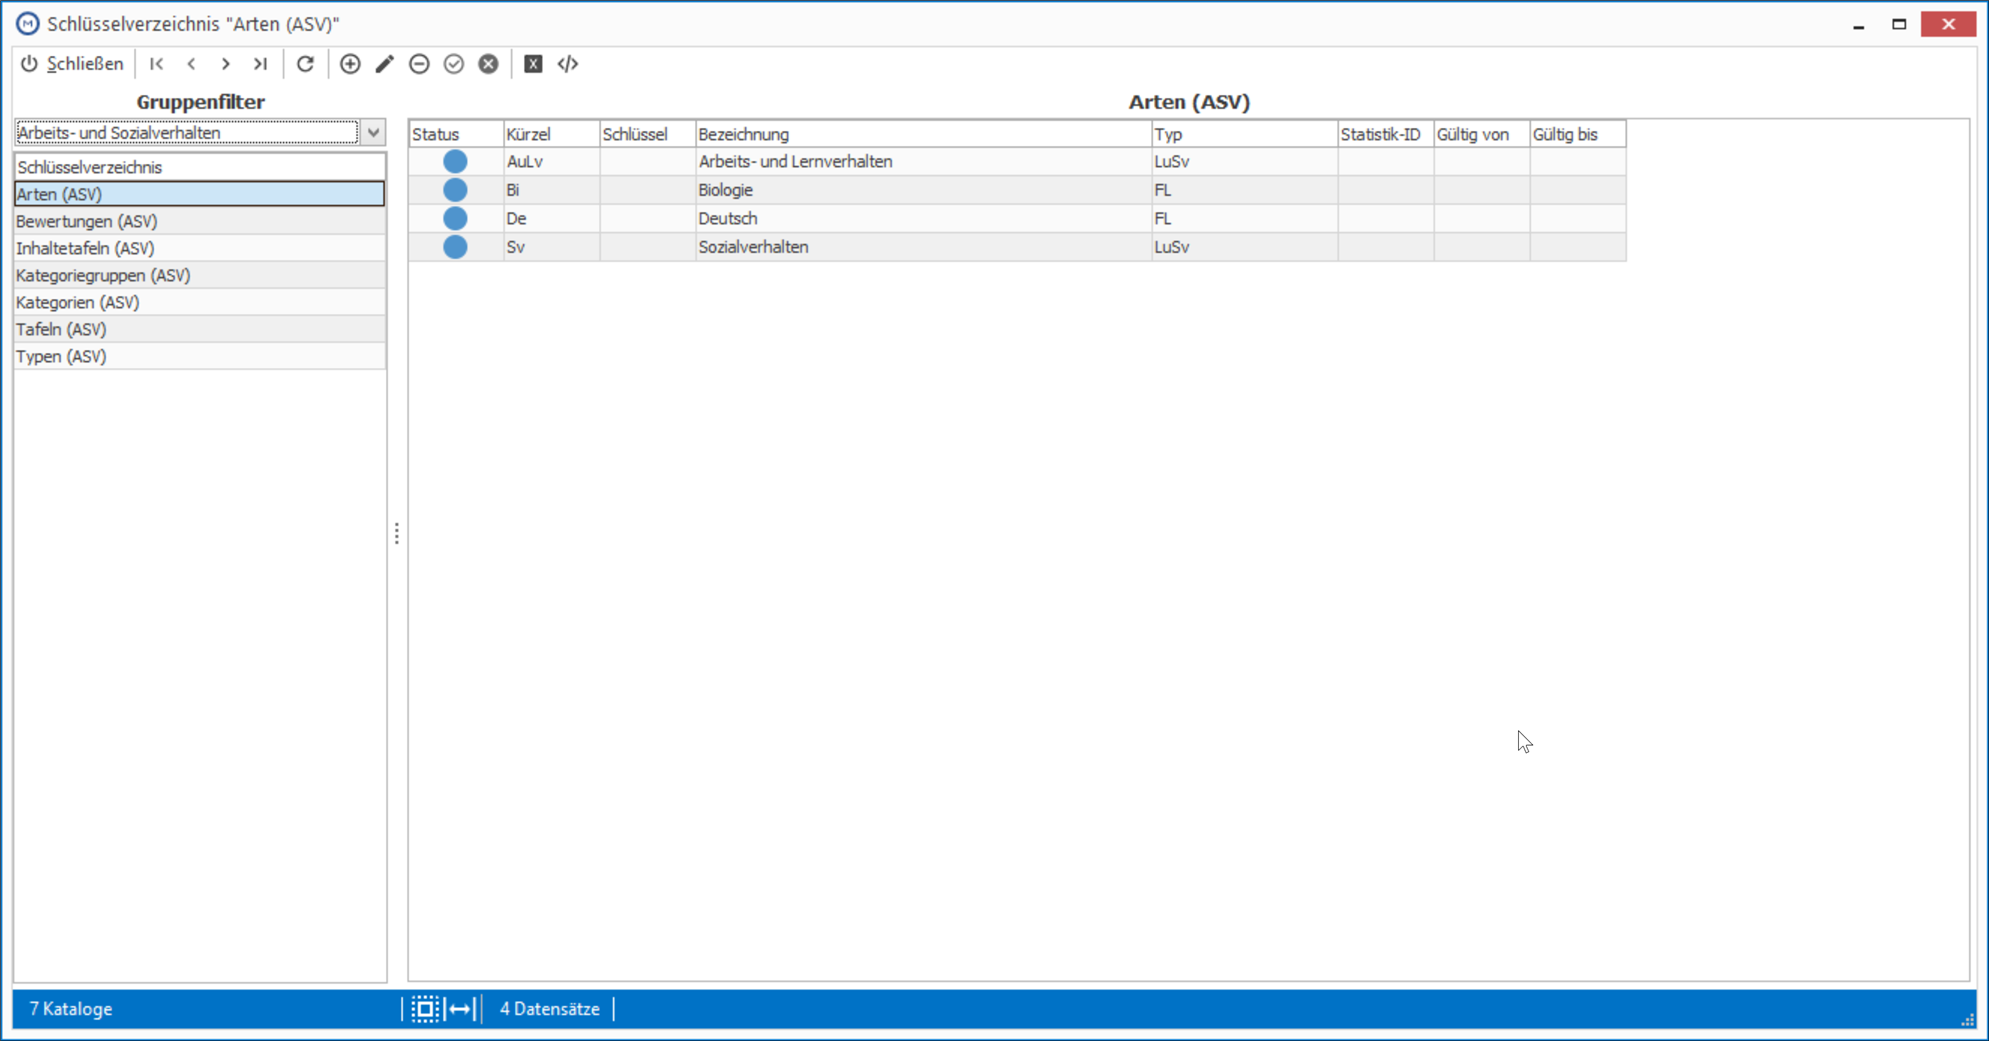 Schlüsselverzeichnis "Arten (ASV)"
Schließen
Gruppenfilter
Arbeits- und Sozialverhalten
Schlüsselverzeichnis
Arten (ASV)
Bewertungen (ASV)
Inhaltetafeln (ASV)
Kategoriegruppen (ASV)
Kategorien (ASV)
Tafeln (ASV)
Typen (ASV)
Arten (ASV)
Status Kürzel Schlüssel Bezeichnung Typ Statistik-ID Gültig von Gültig bis
AuLv Arbeits- und Lernverhalten LuSv
Bi Biologie FL
De Deutsch FL
Sv Sozialverhalten LuSv
7 Kataloge
4 Datensätze